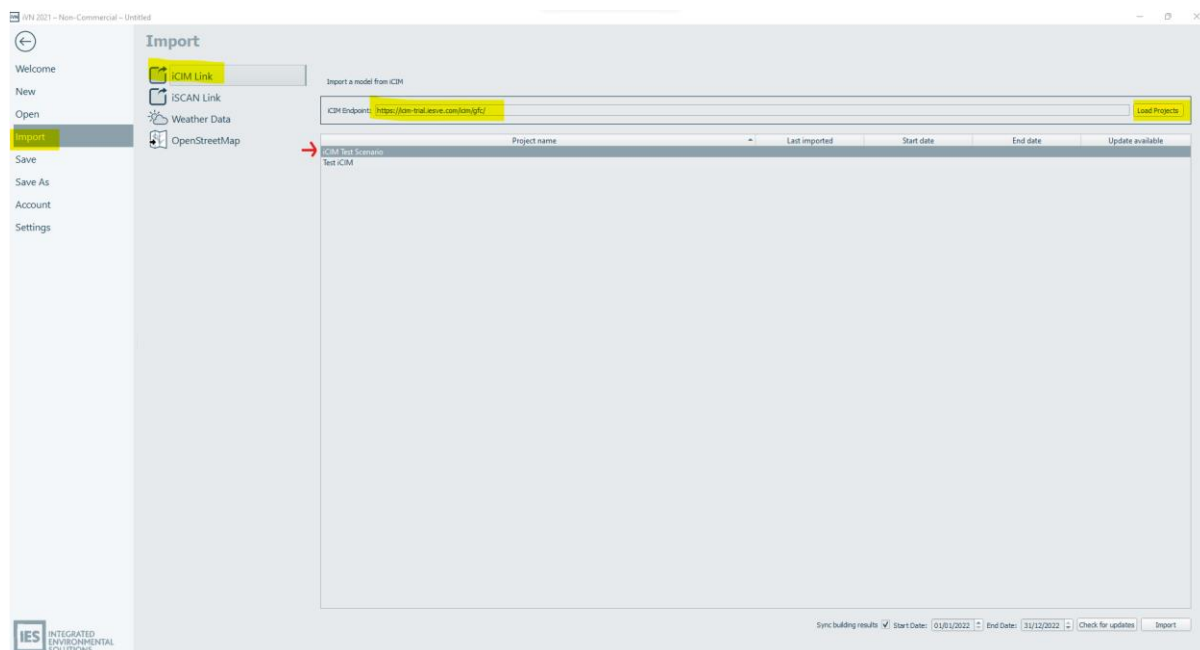 iVN 2021 – Non-Commercial – Untitled
Import
Welcome
New
Open
Import
Save
Save As
Account
Settings
iCIM Link
iSCAN Link
Weather Data
OpenStreetMap
Import a model from iCIM
iCIM Endpoint: https://icim-trial.iesve.com/icim/gfc/ Load Projects
Project name Last imported Start date End date Update available
iCIM Test Scenario
Test iCIM
Sync building results Start Date: 01/01/2022 End Date: 31/12/2022 Check for updates Import
IES INTEGRATED
ENVIRONMENTAL
SOLUTIONS